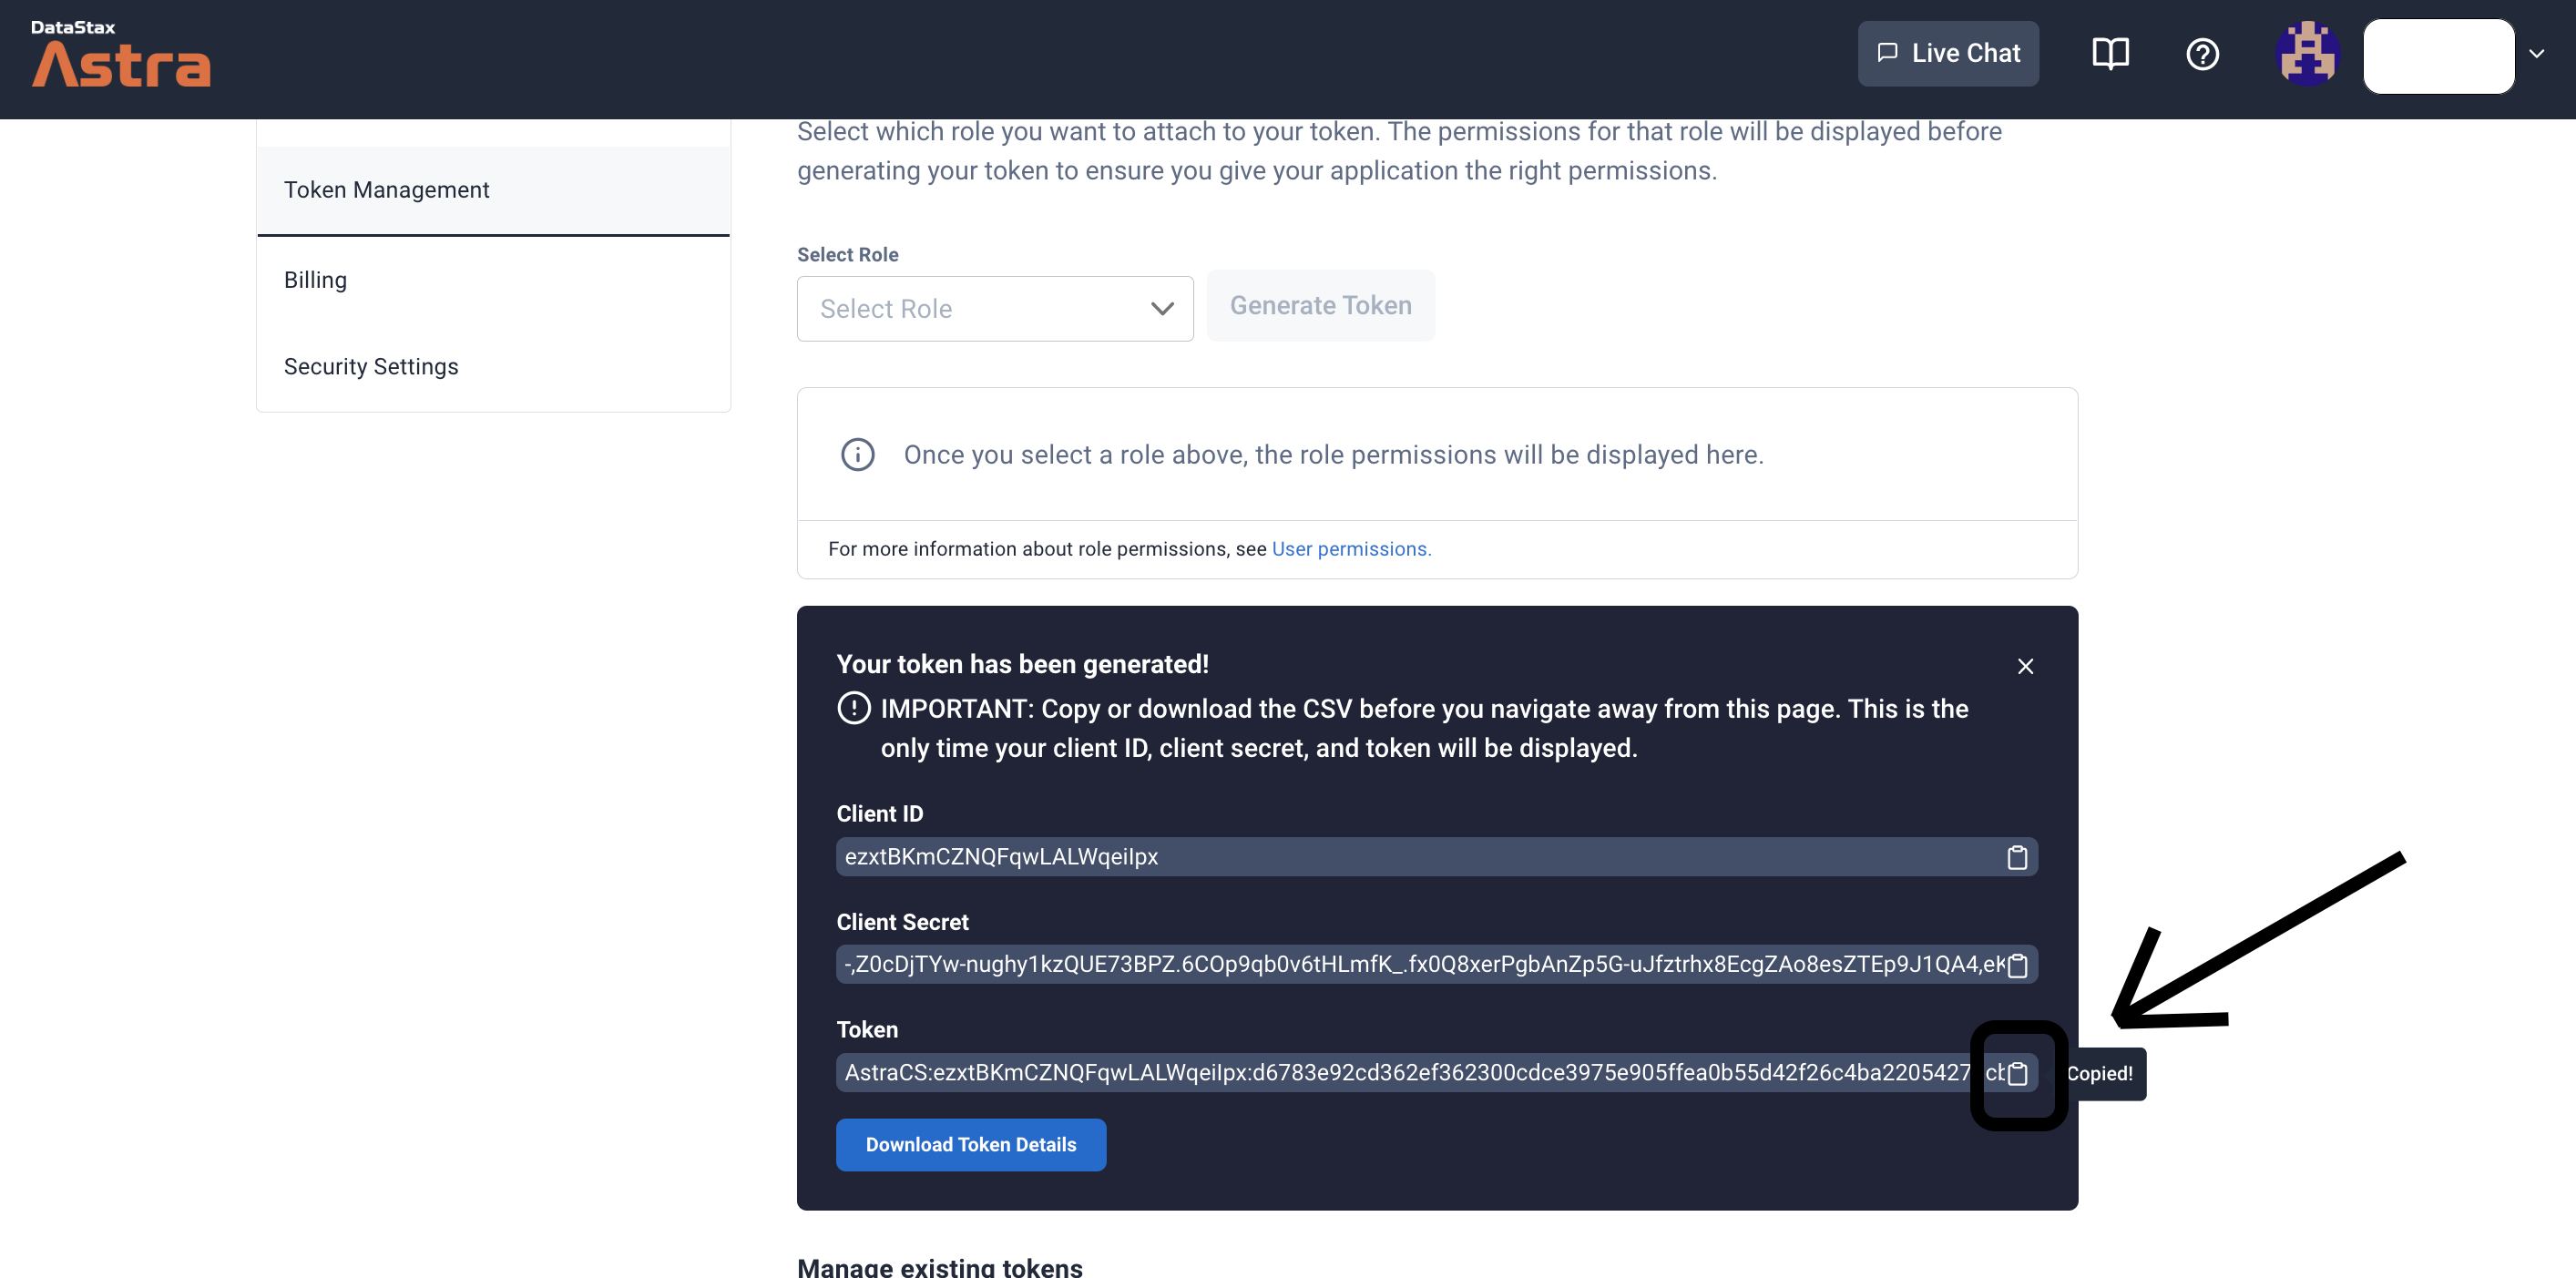 DataStax
Astra
Live Chat
Select which role you want to attach to your token. The permissions for that role will be displayed before
generating your token to ensure you give your application the right permissions.
Token Management
Billing
Security Settings
Select Role
Select Role
Generate Token
Once you select a role above, the role permissions will be displayed here.
For more information about role permissions, see User permissions.
Your token has been generated!
IMPORTANT: Copy or download the CSV before you navigate away from this page. This is the
only time your client ID, client secret, and token will be displayed.
Client ID
ezxtBKmCZNQFqwLALWqeiIpx
Client Secret
-,Z0cDjTYw-nughy1kzQUE73BPZ.6COp9qb0v6tHLmfK_.fx0Q8xerPgbAnZp5G-uJfztrhx8EcgZAo8esZTEp9J1QA4,eK
Token
AstraCS:ezxtBKmCZNQFqwLALWqeiIpx:d6783e92cd362ef362300cdce3975e905ffea0b55d42f26c4ba2205427
Copied!
Download Token Details
Manage existing tokens